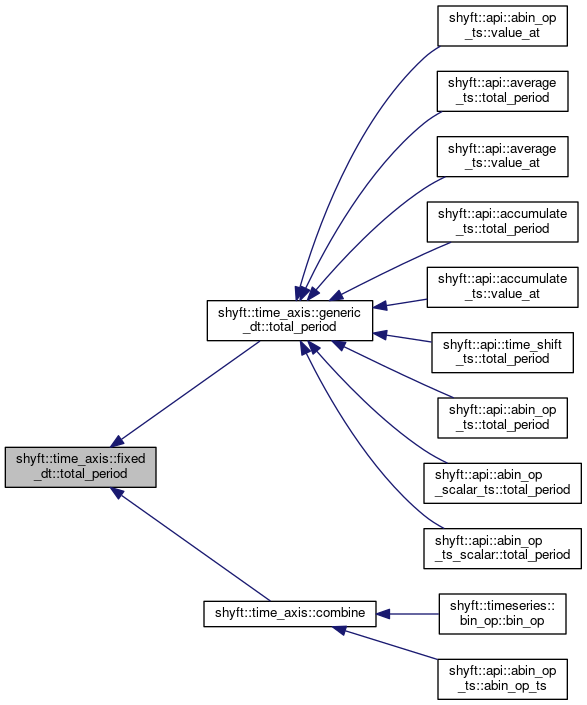 shyft::api::abin_op
_ts::value_at
shyft::api::average
_ts::total_period
shyft::api::average
_ts::value_at
shyft::api::accumulate
_ts::total_period
shyft::api::accumulate
_ts::value_at
shyft::time_axis::generic
_dt::total_period
shyft::api::time_shift
_ts::total_period
shyft::api::abin_op
_ts::total_period
shyft::time_axis::fixed
_dt::total_period
shyft::api::abin_op
_scalar_ts::total_period
shyft::api::abin_op
_ts_scalar::total_period
shyft::time_axis::combine
shyft::timeseries::
bin_op::bin_op
shyft::api::abin_op
_ts::abin_op_ts